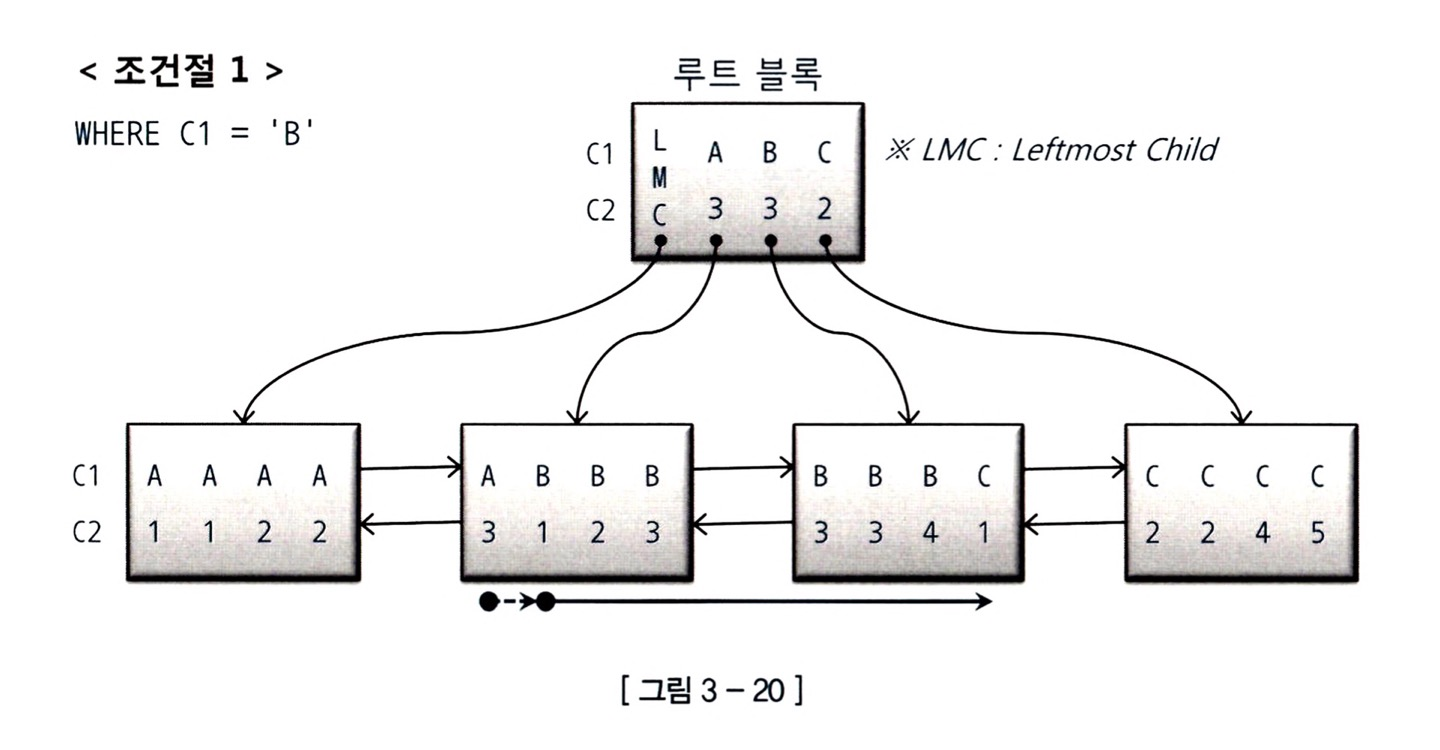 < 조건절 1 >
WHERE C1 = 'B'
루트 블록
C1 L M C A B C
C2 3 3 2
※ LMC : Leftmost Child
C1 A A A A A B B B B B B C C C C C
C2 1 1 2 2 3 1 2 3 3 3 4 1 2 2 4 5
[ 그림 3 - 20 ]